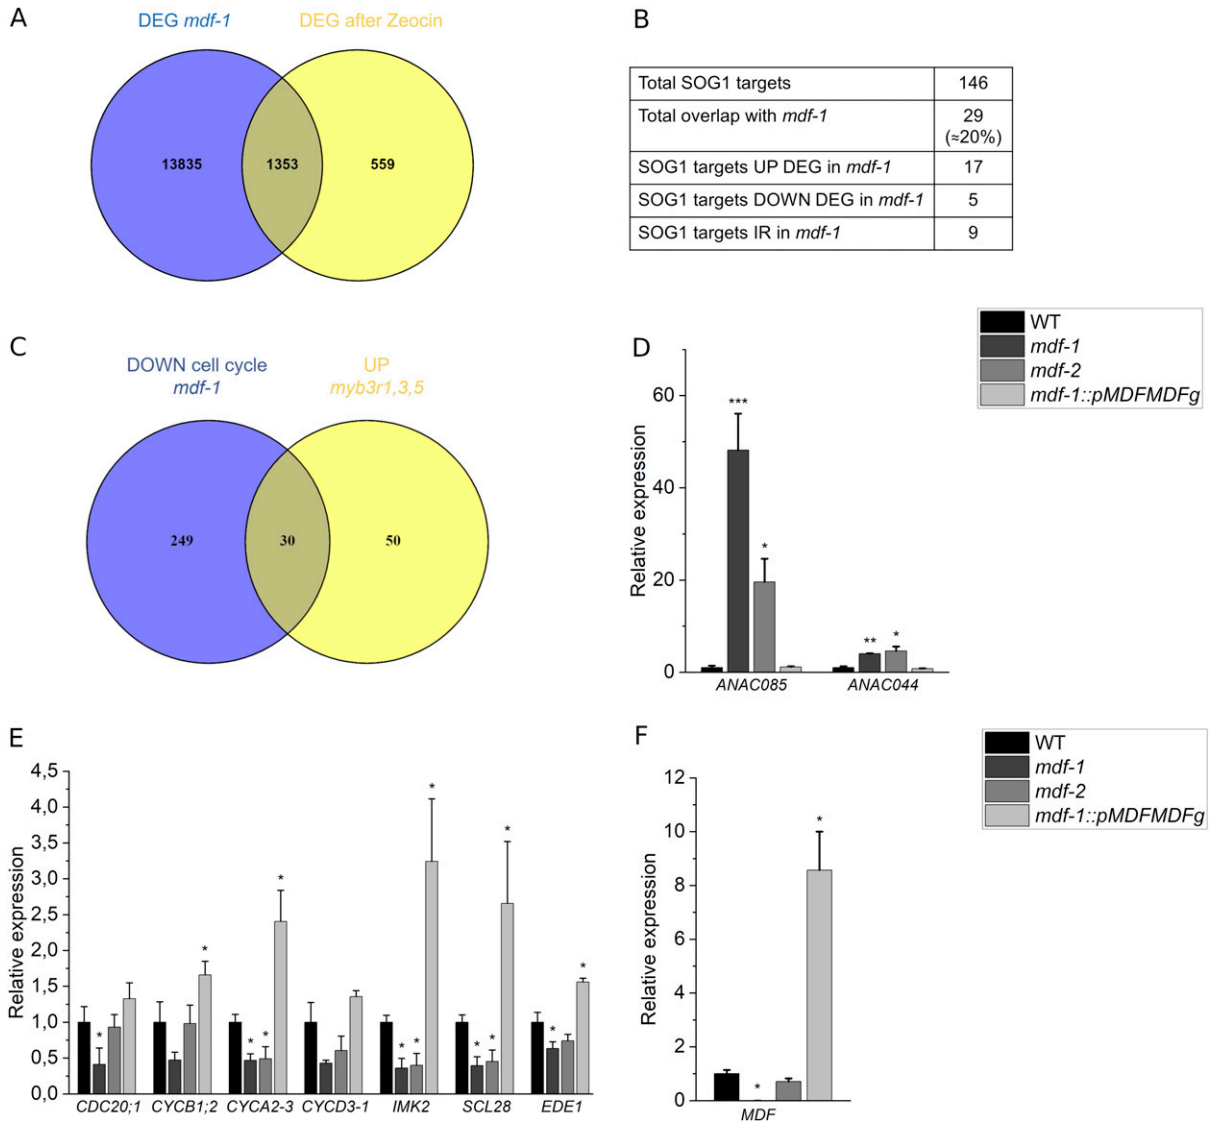 A
DEG mdf-1
DEG after Zeocin
13835
1353
559
B
Total SOG1 targets 146
Total overlap with mdf-1 29
(≈20%)
SOG1 targets UP DEG in mdf-1 17
SOG1 targets DOWN DEG in mdf-1 5
SOG1 targets IR in mdf-1 9
C
DOWN cell cycle
mdf-1
UP
myb3r1,3,5
249
30
50
D
WT
mdf-1
mdf-2
mdf-1::pMDFMDFg
Relative expression
60
40
20
0
***
*
**
*
ANAC085
ANAC044
E
Relative expression
4,5
4,0
3,5
3,0
2,5
2,0
1,5
1,0
0,5
0,0
*
*
*
*
*
*
*
*
*
*
*
*
*
CDC20;1
CYCB1;2
CYCA2-3
CYCD3-1
IMK2
SCL28
EDE1
F
WT
mdf-1
mdf-2
mdf-1::pMDFMDFg
Relative expression
12
10
8
6
4
2
0
*
*
MDF